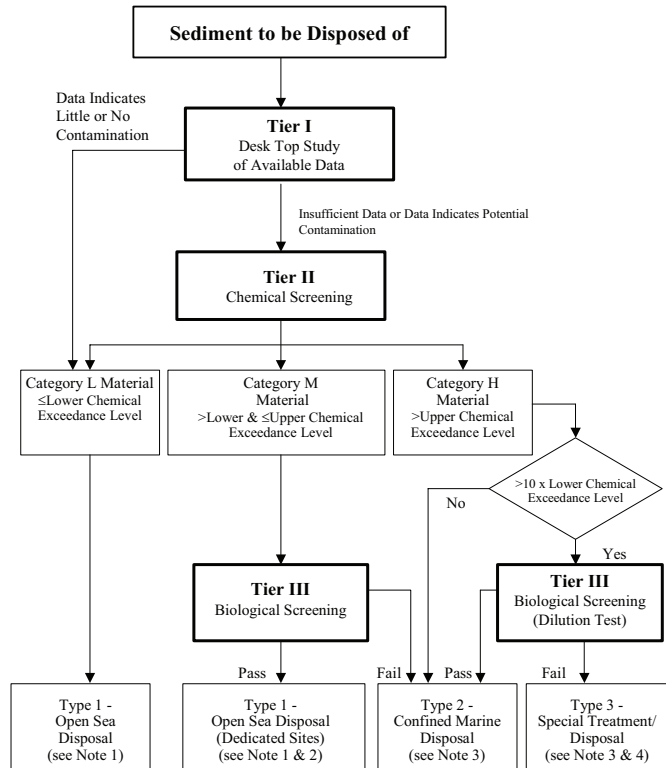 Sediment to be Disposed of
Data Indicates
Little or No
Contamination
Tier I
Desk Top Study
of Available Data
Insufficient Data or Data Indicates Potential
Contamination
Tier II
Chemical Screening
Category L Material
≤Lower Chemical
Exceedance Level
Category M
Material
>Lower & ≤Upper Chemical
Exceedance Level
Category H
Material
>Upper Chemical
Exceedance Level
>10 x Lower Chemical
Exceedance Level
No
Yes
Tier III
Biological Screening
Tier III
Biological Screening
(Dilution Test)
Pass
Fail
Pass
Fail
Type 1 -
Open Sea
Disposal
(see Note 1)
Type 1 -
Open Sea Disposal
(Dedicated Sites)
(see Note 1 & 2)
Type 2 -
Confined Marine
Disposal
(see Note 3)
Type 3 -
Special Treatment/
Disposal
(see Note 3 & 4)